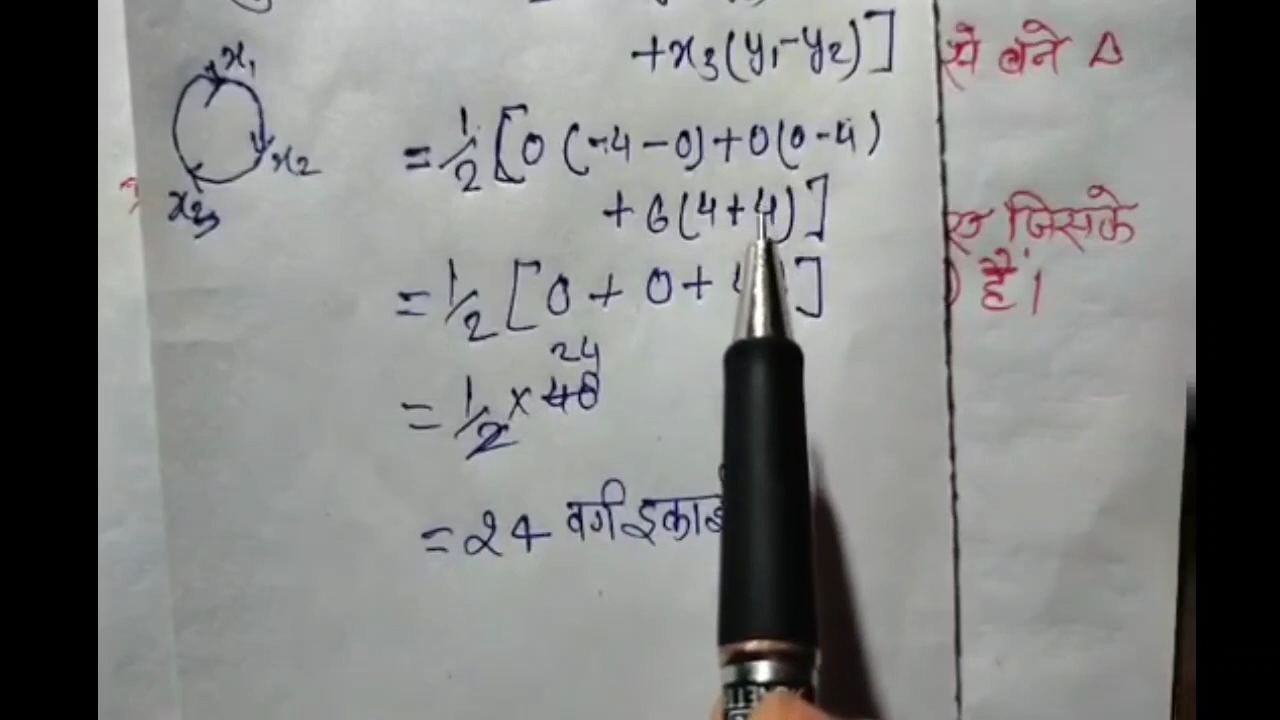 +x₃(y₁-y₂)]
से बने Δ
x₁
x₂
x₃
= 1/2 [0 (-4-0)+0(0-4)
+ 6(4+4)]
जिसके
है।
= 1/2 [0 + 0 + ]
24
= 1/2 × 48
= 24 वर्ग इकाई